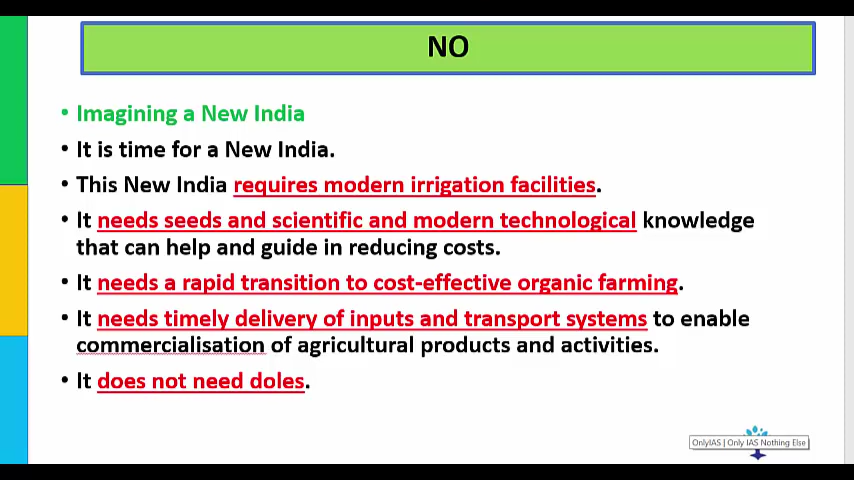 NO
• Imagining a New India
• It is time for a New India.
• This New India requires modern irrigation facilities.
• It needs seeds and scientific and modern technological knowledge
that can help and guide in reducing costs.
• It needs a rapid transition to cost-effective organic farming.
• It needs timely delivery of inputs and transport systems to enable
commercialisation of agricultural products and activities.
• It does not need doles.
OnlyIAS | Only IAS Nothing Else